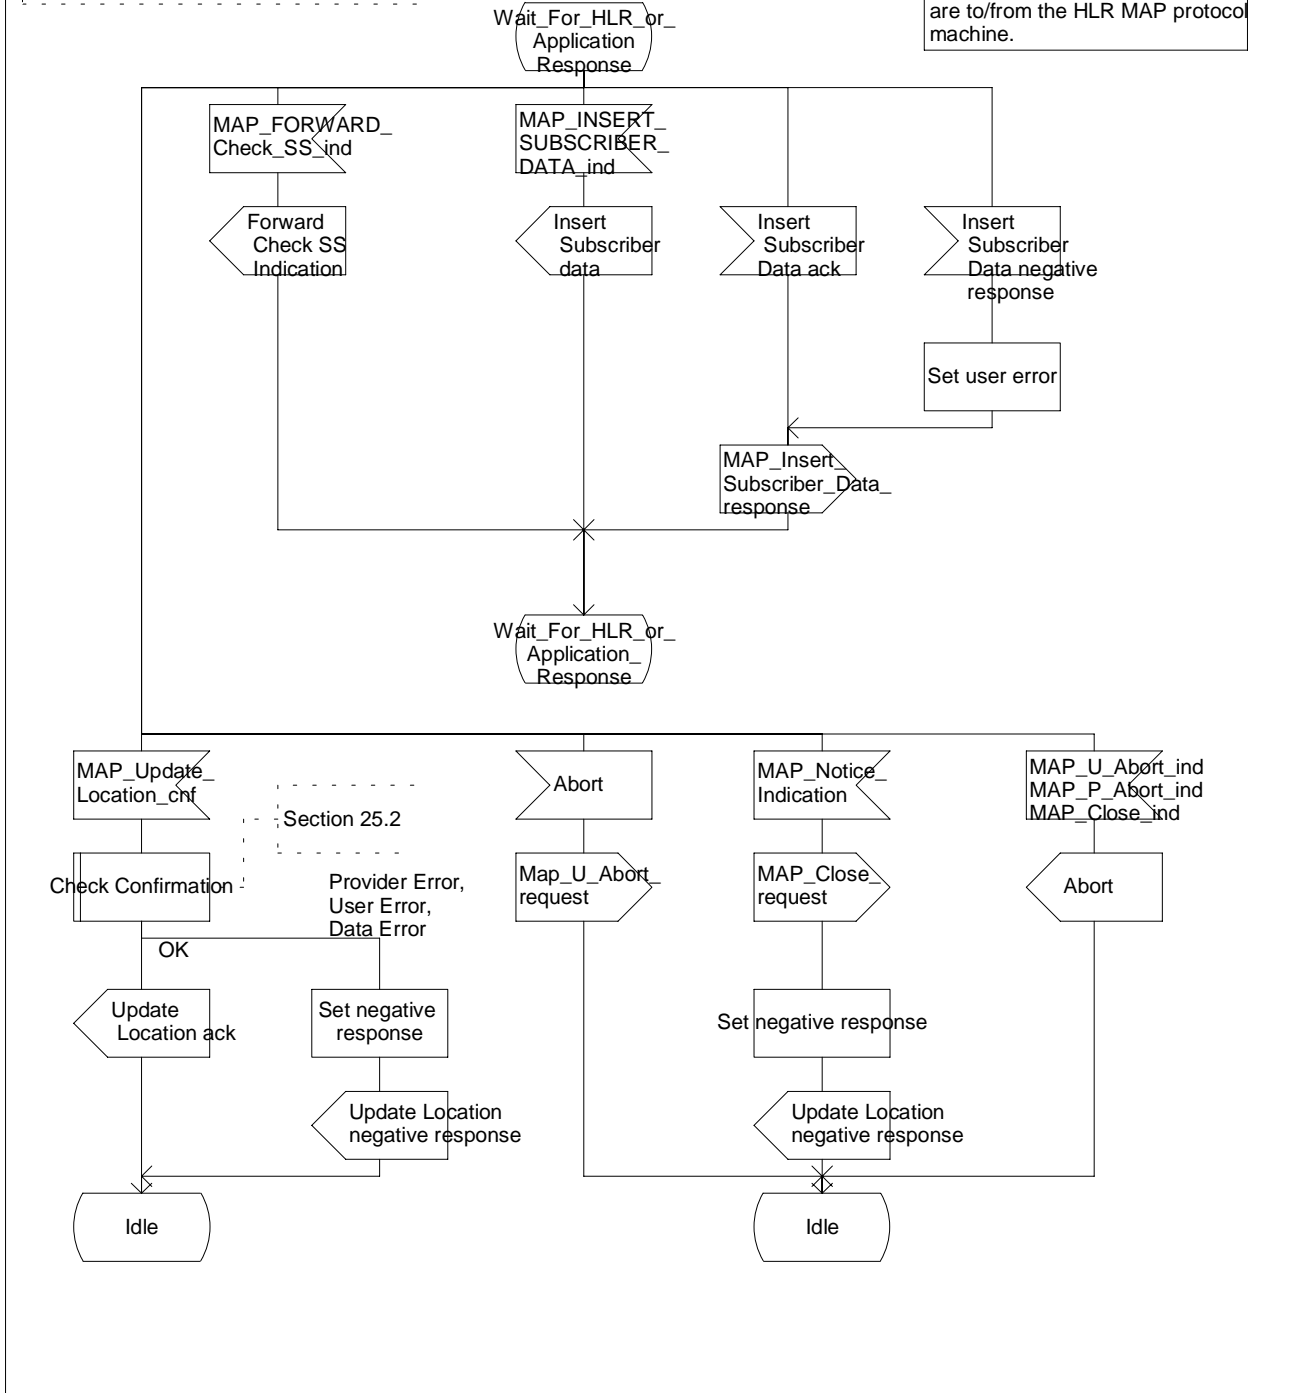 are to/from the HLR MAP protocol
machine.
Wait_For_HLR_or_
Application
Response
MAP_FORWARD_
Check_SS_ind
MAP_INSERT_
SUBSCRIBER_
DATA_ind
Forward
Check SS
Indication
Insert
Subscriber
data
Insert
Subscriber
Data ack
Insert
Subscriber
Data negative
response
Set user error
MAP_Insert_
Subscriber_Data_
response
Wait_For_HLR_or_
Application_
Response
MAP_Update_
Location_cnf
Abort
MAP_Notice_
Indication
MAP_U_Abort_ind
MAP_P_Abort_ind
MAP_Close_ind
Section 25.2
Check Confirmation
Provider Error,
User Error,
Data Error
Map_U_Abort_
request
MAP_Close_
request
Abort
OK
Update
Location ack
Set negative
response
Set negative response
Update Location
negative response
Update Location
negative response
Idle
Idle